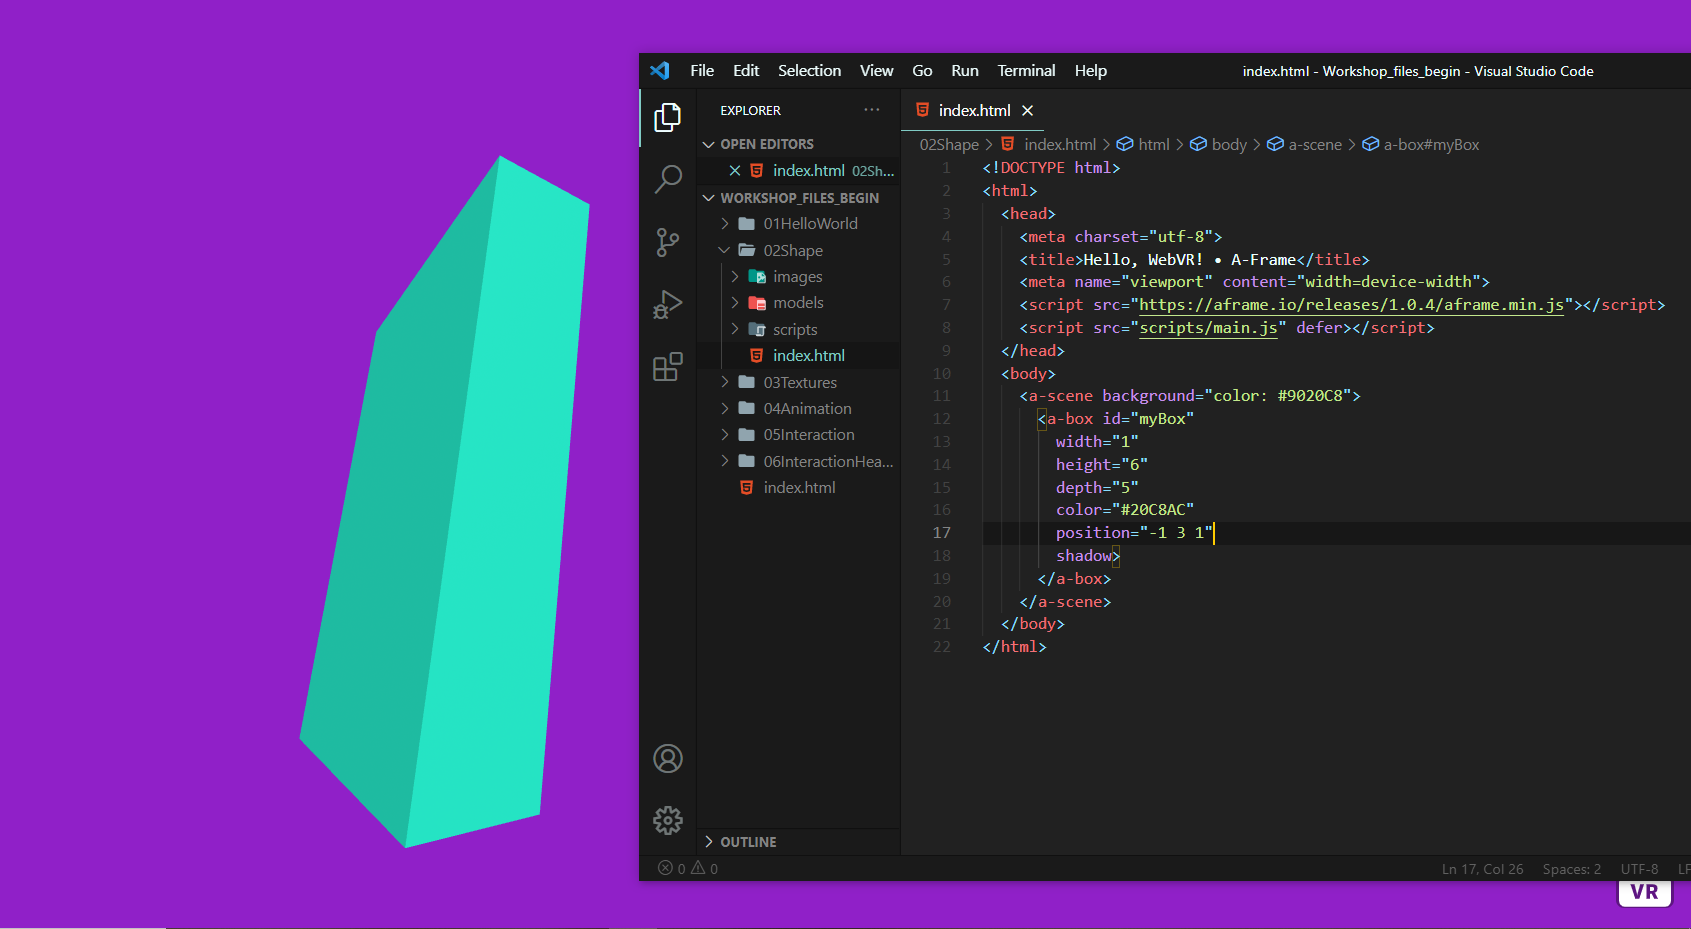 File Edit Selection View Go Run Terminal Help
index.html - Workshop_files_begin - Visual Studio Code
EXPLORER
OPEN EDITORS
index.html 02Sh...
WORKSHOP_FILES_BEGIN
01HelloWorld
02Shape
images
models
scripts
index.html
03Textures
04Animation
05Interaction
06InteractionHea...
index.html
OUTLINE
index.html
02Shape > index.html > html > body > a-scene > a-box#myBox
1 <!DOCTYPE html>
2 <html>
3 <head>
4 <meta charset="utf-8">
5 <title>Hello, WebVR! • A-Frame</title>
6 <meta name="viewport" content="width=device-width">
7 <script src="https://aframe.io/releases/1.0.4/aframe.min.js"></script>
8 <script src="scripts/main.js" defer></script>
9 </head>
10 <body>
11 <a-scene background="color: #9020C8">
12 <a-box id="myBox"
13 width="1"
14 height="6"
15 depth="5"
16 color="#20C8AC"
17 position="-1 3 1"
18 shadow>
19 </a-box>
20 </a-scene>
21 </body>
22 </html>
0 0
Ln 17, Col 26 Spaces: 2 UTF-8 LF
VR